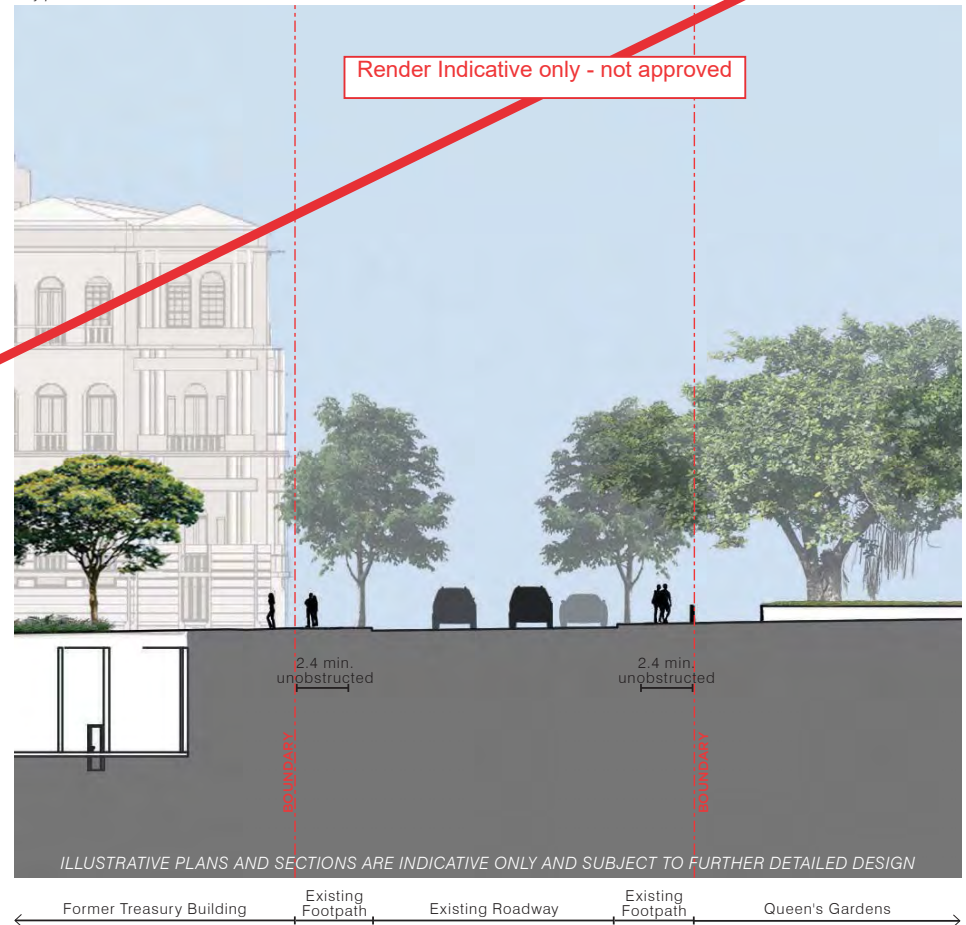 Render Indicative only - not approved
2.4 min.
unobstructed
2.4 min.
unobstructed
BOUNDARY
BOUNDARY
ILLUSTRATIVE PLANS AND SECTIONS ARE INDICATIVE ONLY AND SUBJECT TO FURTHER DETAILED DESIGN
Former Treasury Building
Existing
Footpath
Existing Roadway
Existing
Footpath
Queen's Gardens